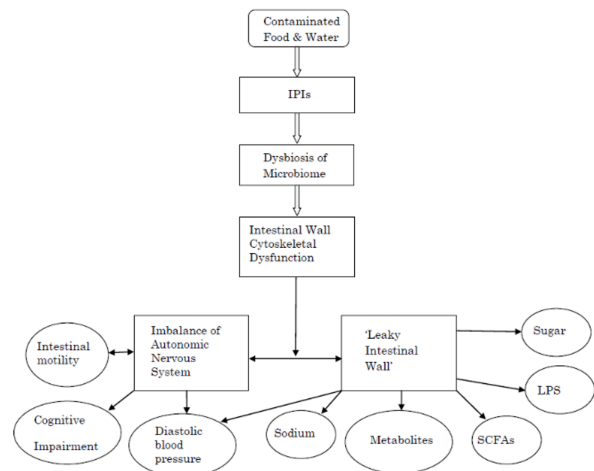 Contaminated
Food & Water
IPIs
Dysbiosis of
Microbiome
Intestinal Wall
Cytoskeletal
Dysfunction
Intestinal
motility
Imbalance of
Autonomic
Nervous
System
'Leaky
Intestinal
Wall'
Sugar
LPS
Cognitive
Impairment
Diastolic
blood
pressure
Sodium
Metabolites
SCFAs